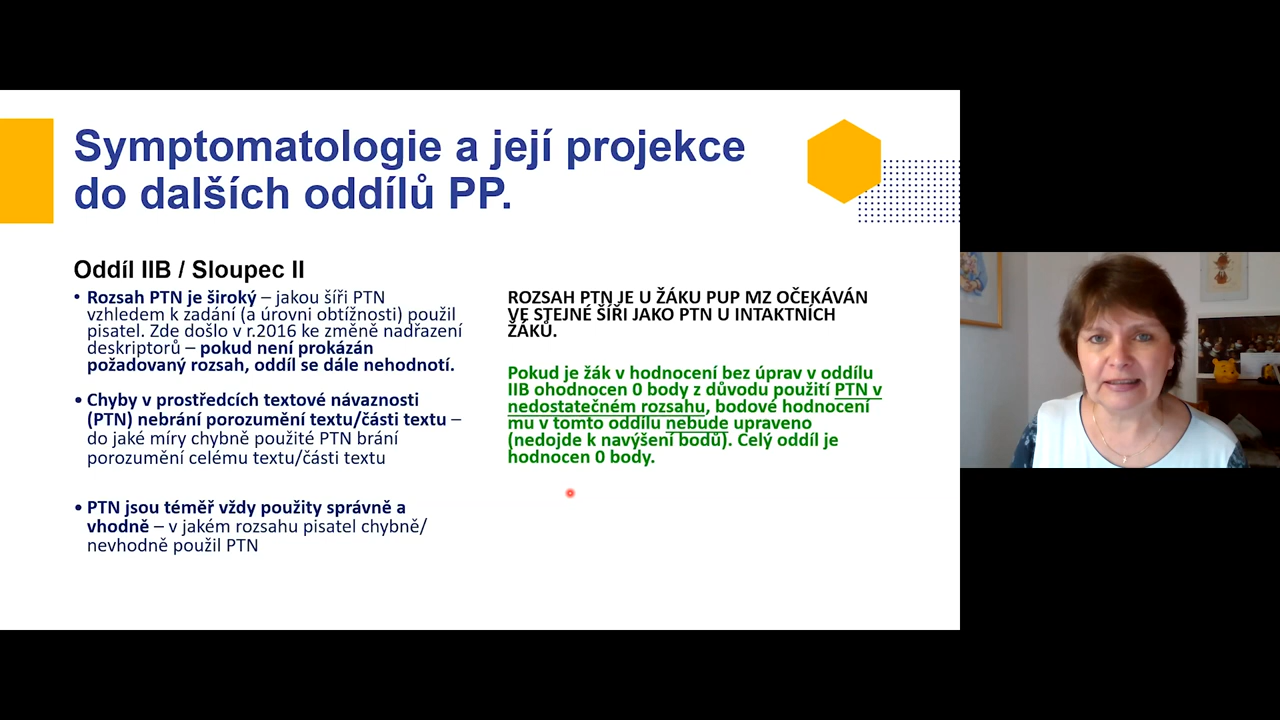 Symptomatologie a její projekce
do dalších oddílů PP.
Oddíl IIB / Sloupec II
• Rozsah PTN je široký – jakou šíři PTN
vzhledem k zadání (a úrovni obtížnosti) použil
pisatel. Zde došlo v r.2016 ke změně nadřazení
deskriptorů – pokud není prokázán
požadovaný rozsah, oddíl se dále nehodnotí.
• Chyby v prostředcích textové návaznosti
(PTN) nebrání porozumění textu/části textu –
do jaké míry chybně použité PTN brání
porozumění celému textu/části textu
• PTN jsou téměř vždy použity správně a
vhodně – v jakém rozsahu pisatel chybně/
nevhodně použil PTN
ROZSAH PTN JE U ŽÁKU PUP MZ OČEKÁVÁN
VE STEJNÉ ŠÍŘI JAKO PTN U INTAKTNÍCH
ŽÁKŮ.
Pokud je žák v hodnocení bez úprav v oddílu
IIB ohodnocen 0 body z důvodu použití PTN v
nedostatečném rozsahu, bodové hodnocení
mu v tomto oddílu nebude upraveno
(nedojde k navýšení bodů). Celý oddíl je
hodnocen 0 body.